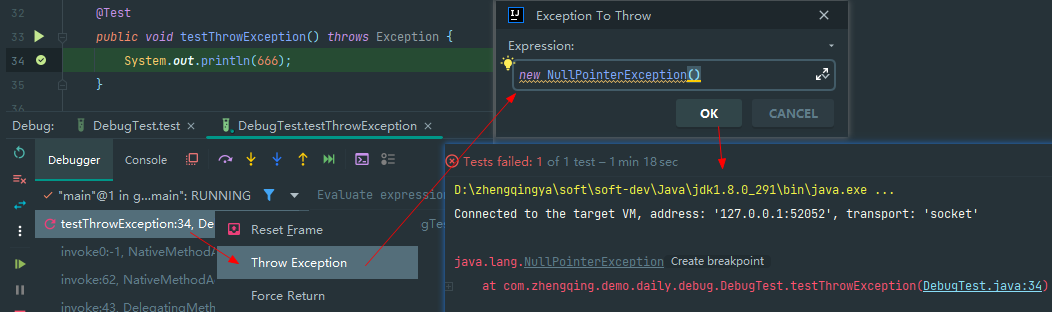 32 @Test
33 public void testThrowException() throws Exception {
34 System.out.println(666);
35 }
36
Debug: DebugTest.test × DebugTest.testThrowException ×
Debugger Console
"main"@1 in g...main": RUNNING Evaluate expression
testThrowException:34, De
invoke0:-1, NativeMethodA
invoke:62, NativeMethodA
invoke:43, DelegatingMeth
Reset Frame
Throw Exception
Force Return
Exception To Throw
Expression:
new NullPointerException()
OK CANCEL
Tests failed: 1 of 1 test – 1 min 18 sec
D:\zhengqingya\soft\soft-dev\Java\jdk1.8.0_291\bin\java.exe ...
Connected to the target VM, address: '127.0.0.1:52052', transport: 'socket'
java.lang.NullPointerException Create breakpoint
at com.zhengqing.demo.daily.debug.DebugTest.testThrowException(DebugTest.java:34)